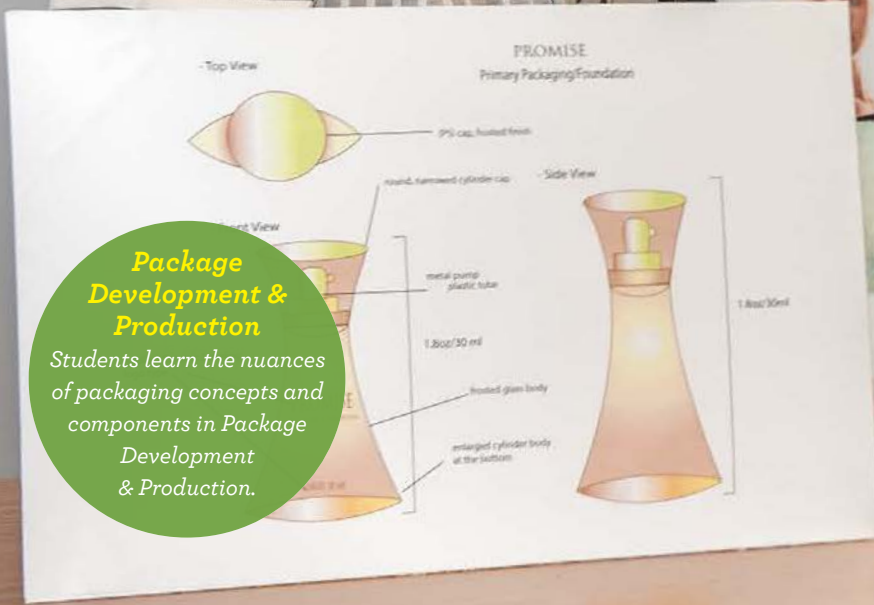 PROMISE
Primary Packaging/Foundation
- Top View
cap, frosted finish
round, narrowed cylinder cap
- Side View
View
metal pump
plastic tube
1.8oz/30 ml
1.8oz/30ml
frosted glass body
enlarged cylinder body
at the bottom
Package
Development &
Production
Students learn the nuances
of packaging concepts and
components in Package
Development
& Production.